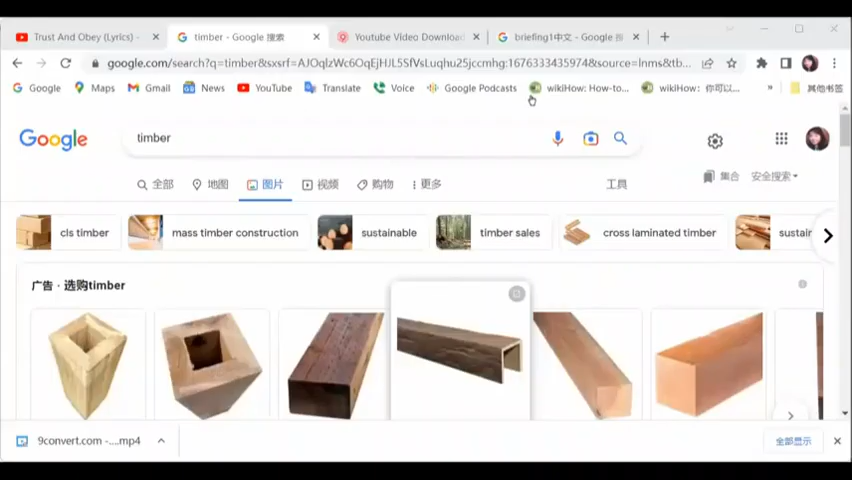 Trust And Obey (Lyrics) -
timber - Google 搜索
Youtube Video Download
briefing1中文 - Google
google.com/search?q=timber&sxsrf=AJOqlzWc6OqEjHJL5SfVsLuqhu25jccmhg:1676333435974&source=lnms&tb...
Google
Maps
Gmail
News
YouTube
Translate
Voice
Google Podcasts
wikiHow: How-to...
wikiHow：你可以...
»
其他书签
Google
timber
全部
地图
图片
视频
购物
更多
工具
集合
安全搜索
cls timber
mass timber construction
sustainable
timber sales
cross laminated timber
sustain
广告 · 选购timber
9convert.com -....mp4
全部显示